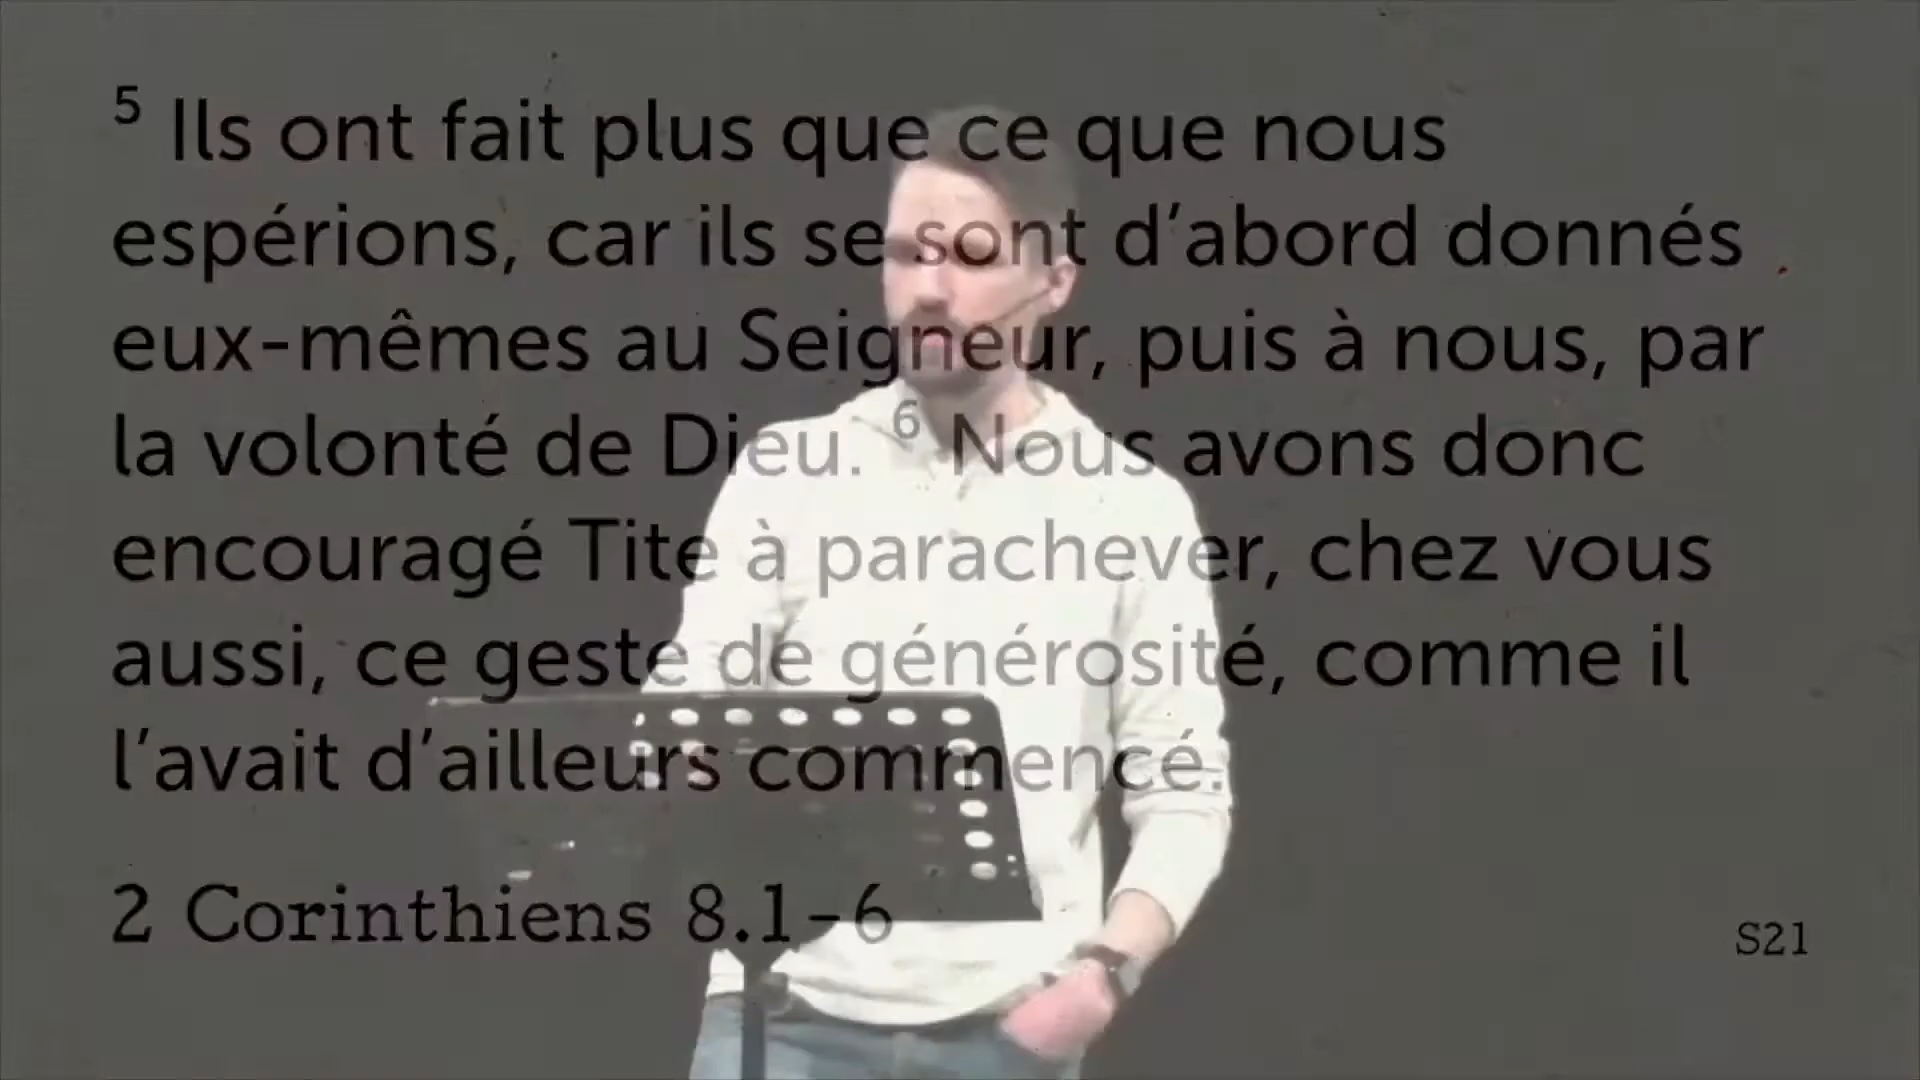 5 Ils ont fait plus que ce que nous
espérions, car ils se sont d’abord donnés
eux-mêmes au Seigneur, puis à nous, par
la volonté de Dieu. 6 Nous avons donc
encouragé Tite à parachever, chez vous
aussi, ce geste de générosité, comme il
l’avait d’ailleurs commencé.
2 Corinthiens 8.1-6
S21